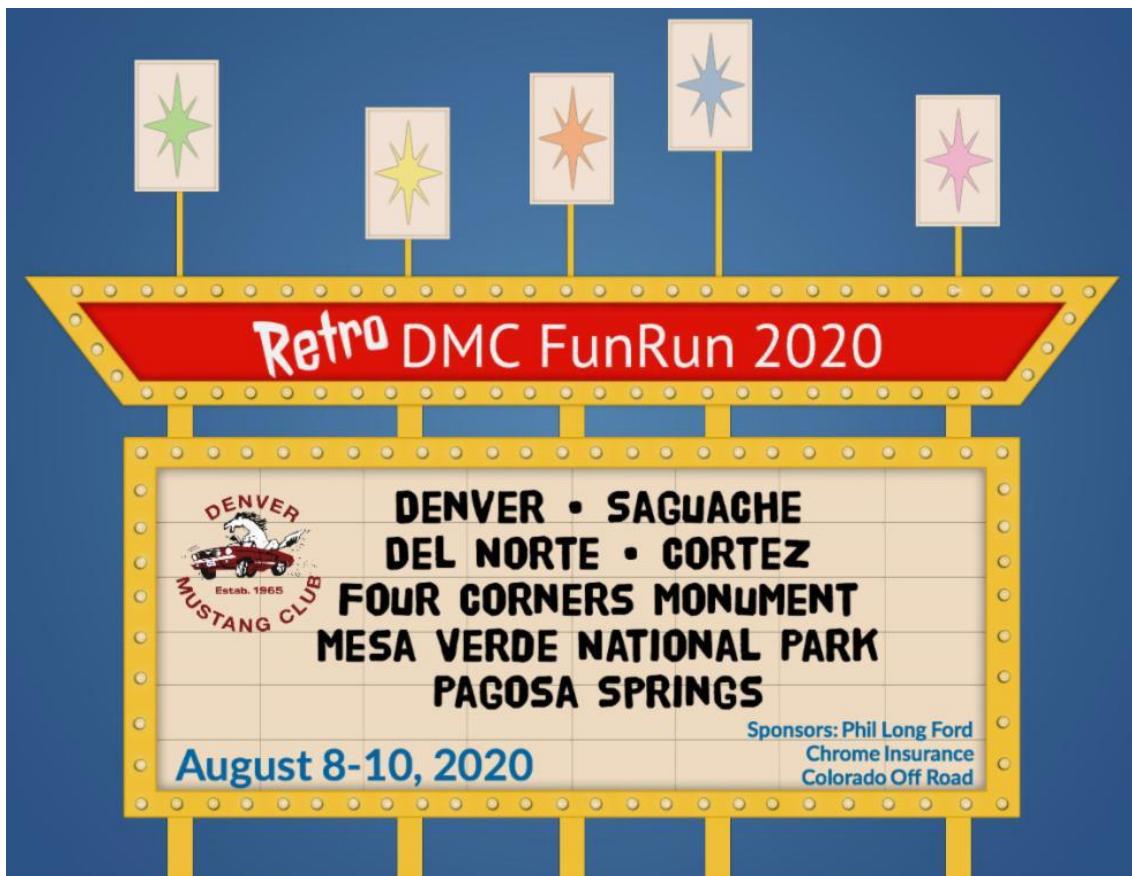 Retro DMC FunRun 2020
DENVER
Estab. 1965
MUSTANG CLUB
DENVER • SAGUACHE
DEL NORTE • CORTEZ
FOUR CORNERS MONUMENT
MESA VERDE NATIONAL PARK
PAGOSA SPRINGS
August 8-10, 2020
Sponsors: Phil Long Ford
Chrome Insurance
Colorado Off Road